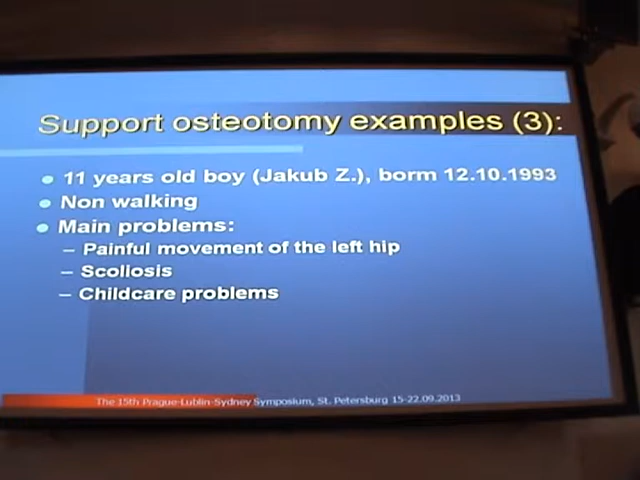 Support osteotomy examples (3):
11 years old boy (Jakub Z.), borm 12.10.1993
Non walking
Main problems:
– Painful movement of the left hip
– Scoliosis
– Childcare problems
The 15th Prague-Lublin-Sydney Symposium, St. Petersburg 15-22.09.2013